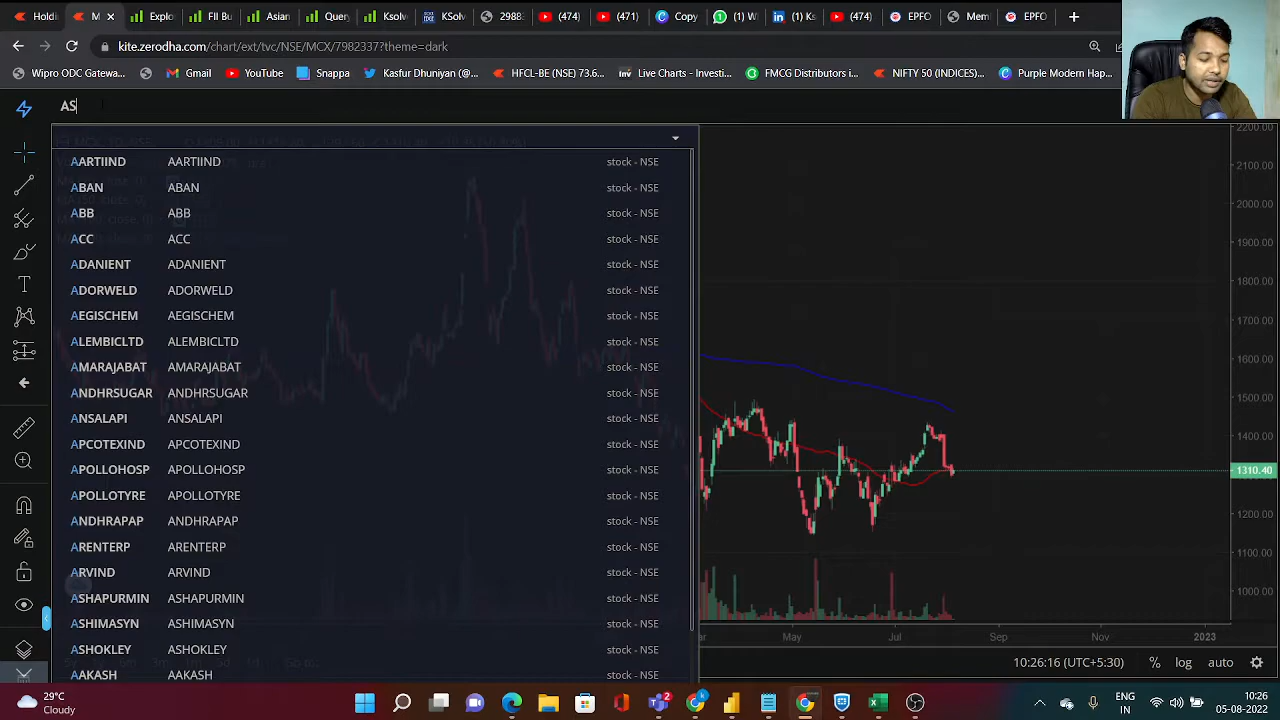 Holdi
M
Explo
FII Bu
Asian
Query
Ksolv
KSolv
2988
(474)
(471)
Copy
(1) W
in Ks
(474)
EPFO
Mem
EPFO
kite.zerodha.com/chart/ext/tvc/NSE/MCX/7982337?theme=dark
Wipro ODC Gatewa...
Gmail
YouTube
Snappa
Kasfur Dhuniyan (@...
HFCL-BE (NSE) 73.6...
inv Live Charts - Investi...
FMCG Distributors i...
NIFTY 50 (INDICES)...
Purple Modern Hap...
AS
AARTIIND AARTIIND stock - NSE
ABAN ABAN stock - NSE
ABB ABB stock - NSE
ACC ACC stock - NSE
ADANIENT ADANIENT stock - NSE
ADORWELD ADORWELD stock - NSE
AEGISCHEM AEGISCHEM stock - NSE
ALEMBICLTD ALEMBICLTD stock - NSE
AMARAJABAT AMARAJABAT stock - NSE
ANDHRSUGAR ANDHRSUGAR stock - NSE
ANSALAPI ANSALAPI stock - NSE
APCOTEXIND APCOTEXIND stock - NSE
APOLLOHOSP APOLLOHOSP stock - NSE
APOLLOTYRE APOLLOTYRE stock - NSE
ANDHRAPAP ANDHRAPAP stock - NSE
ARENTERP ARENTERP stock - NSE
ARVIND ARVIND stock - NSE
ASHAPURMIN ASHAPURMIN stock - NSE
ASHIMASYN ASHIMASYN stock - NSE
ASHOKLEY ASHOKLEY stock - NSE
AAKASH AAKASH stock - NSE
2200.00
2100.00
2000.00
1900.00
1800.00
1700.00
1600.00
1500.00
1400.00
1310.40
1200.00
1100.00
1000.00
May
Jul
Sep
Nov
2023
10:26:16 (UTC+5:30)
%
log
auto
29°C
Cloudy
2
ENG
IN
10:26
05-08-2022